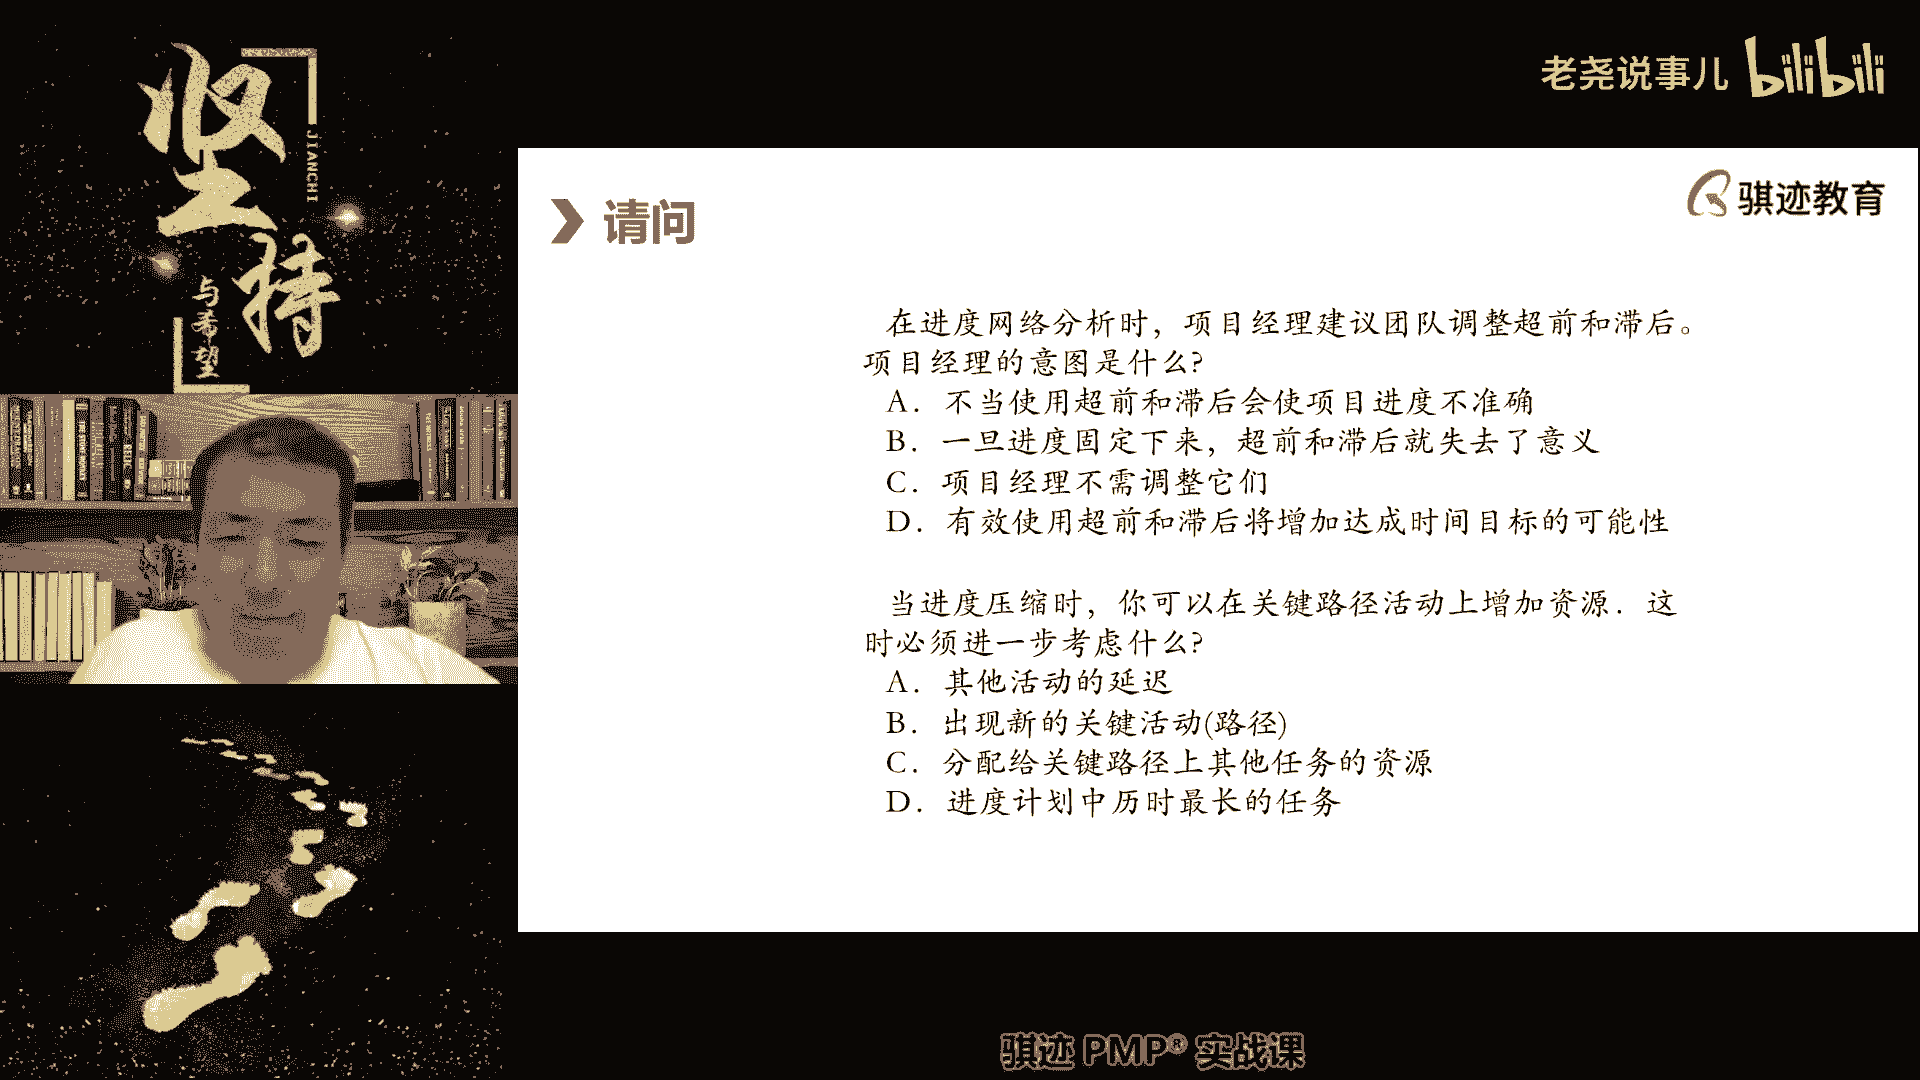 坚持
JIANCHI
与希望
老尧说事儿 bilibili
骐迹教育
请问
在进度网络分析时，项目经理建议团队调整超前和滞后。
项目经理的意图是什么?
A．不当使用超前和滞后会使项目进度不准确
B．一旦进度固定下来，超前和滞后就失去了意义
C．项目经理不需调整它们
D．有效使用超前和滞后将增加达成时间目标的可能性
当进度压缩时，你可以在关键路径活动上增加资源．这
时必须进一步考虑什么?
A．其他活动的延迟
B．出现新的关键活动(路径)
C．分配给关键路径上其他任务的资源
D．进度计划中历时最长的任务
骐迹 PMP® 实战课